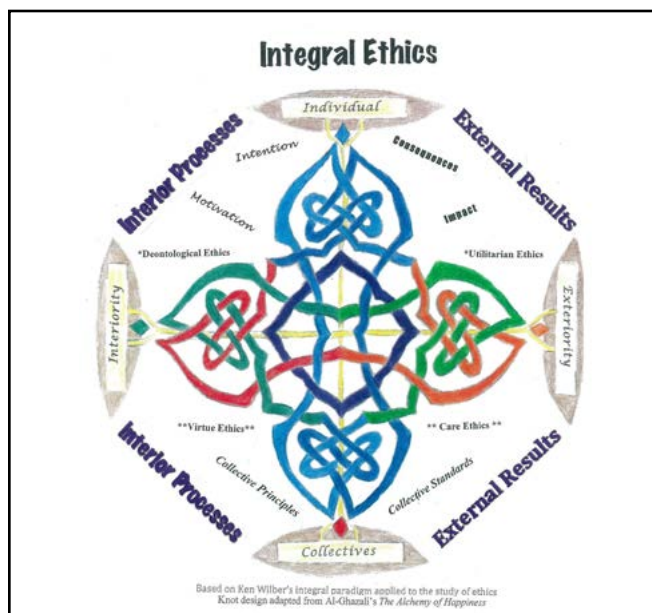 Integral Ethics
Individual
Interior Processes
External Results
Intention
Consequences
Motivation
Impact
*Deontological Ethics
*Utilitarian Ethics
Interiority
Exteriority
**Virtue Ethics**
** Care Ethics **
Collective Principles
Collective Standards
Interior Processes
External Results
Collectives
Based on Ken Wilber's integral paradigm applied to the study of ethics
Knot design adapted from Al-Ghazali's The Alchemy of Happiness